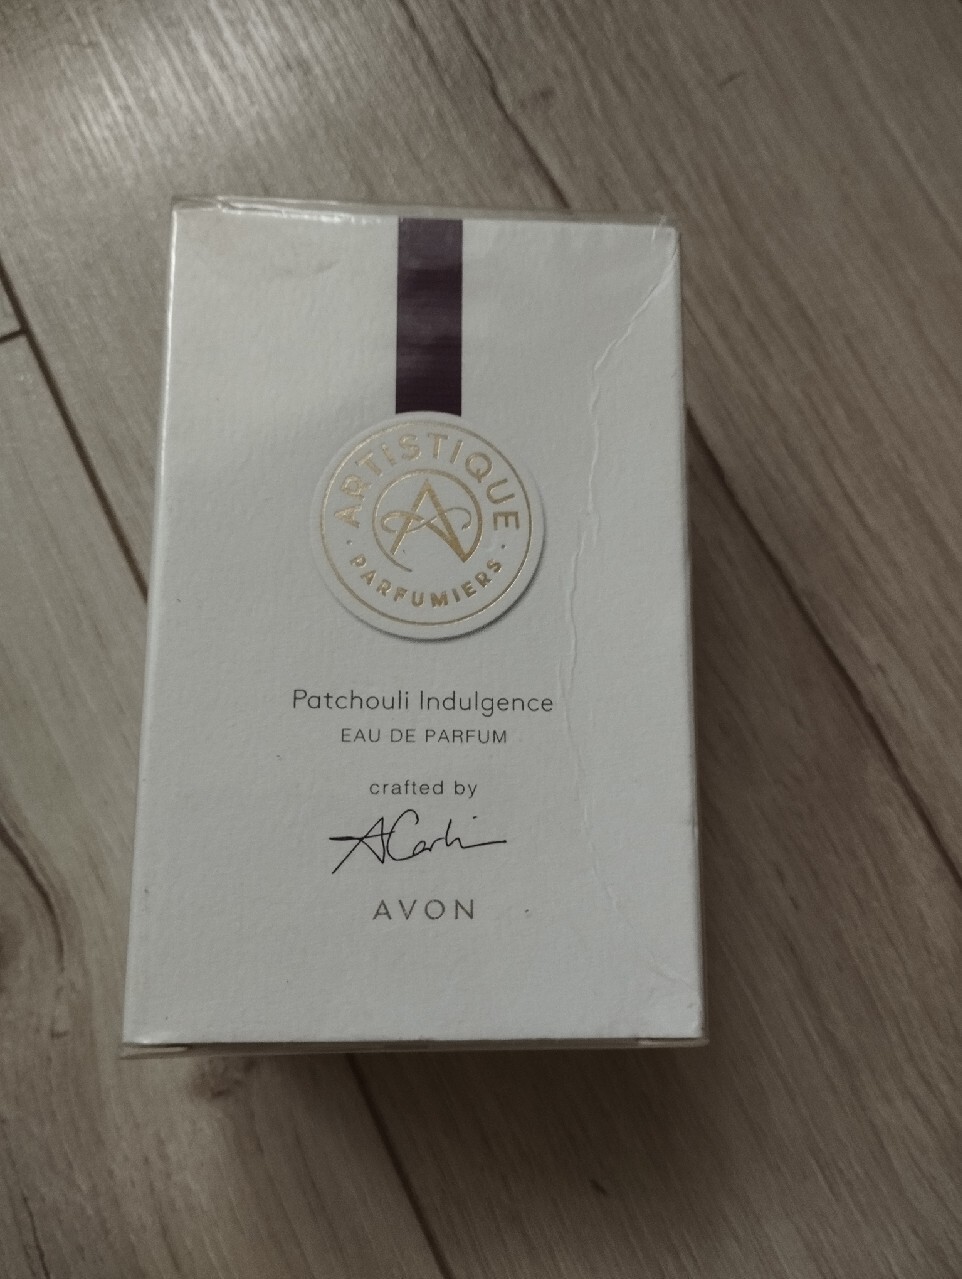 ARTISTIQUE
A
· PARFUMIERS ·
Patchouli Indulgence
EAU DE PARFUM
crafted by
AVON